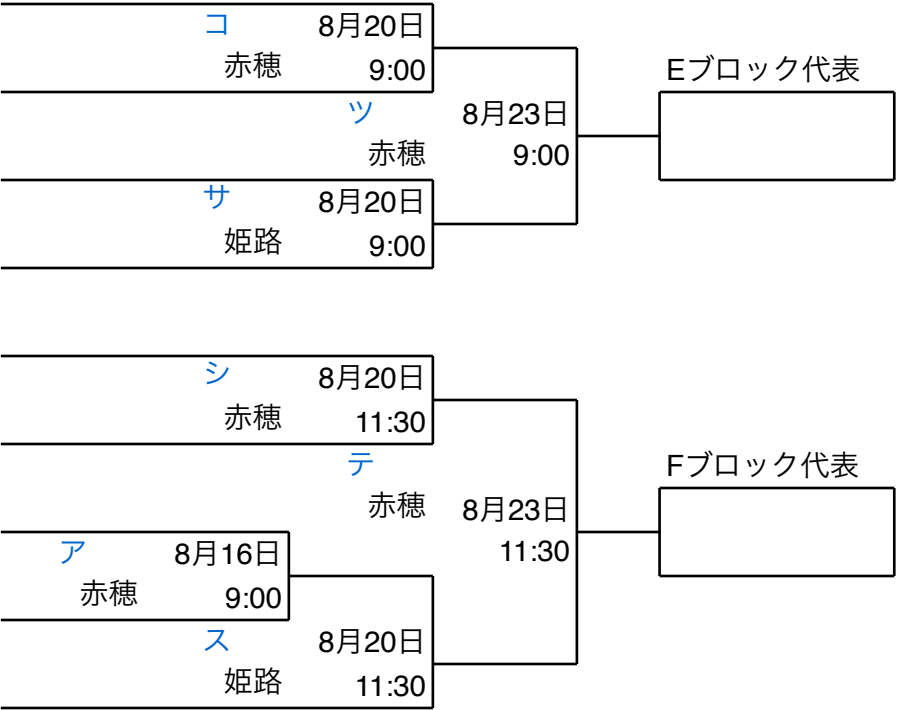 コ 8月20日
赤穂 9:00
Eブロック代表
ツ 8月23日
赤穂 9:00
サ 8月20日
姫路 9:00
シ 8月20日
赤穂 11:30
Fブロック代表
テ
赤穂 8月23日
11:30
ア 8月16日
赤穂 9:00
ス 8月20日
姫路 11:30